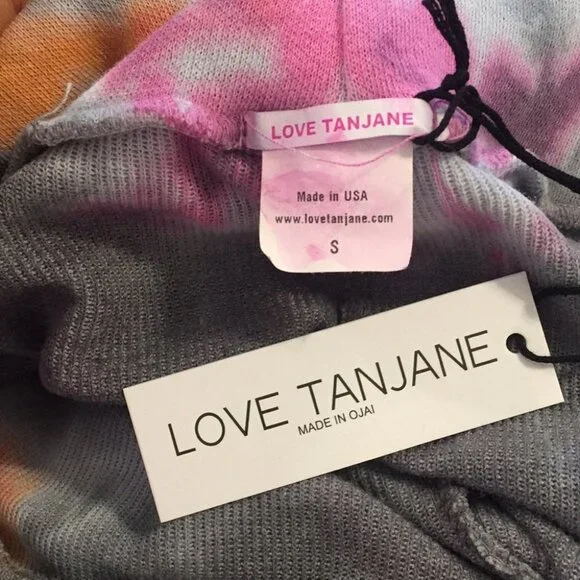 LOVE TANJANE
Made in USA
www.lovetanjane.com
S
LOVE TANJANE
MADE IN OJAI